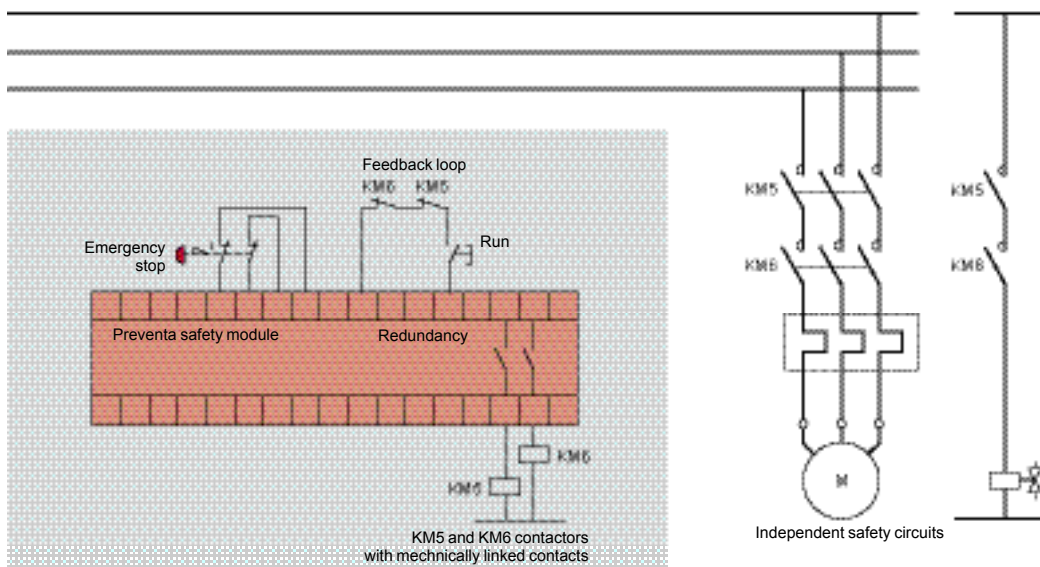 Feedback loop
KM6 KM5
Emergency
stop
Run
Preventa safety module
Redundancy
KM6
KM5
KM5 and KM6 contactors
with mechnically linked contacts
KM5
KM6
M
Independent safety circuits
KM5
KM6